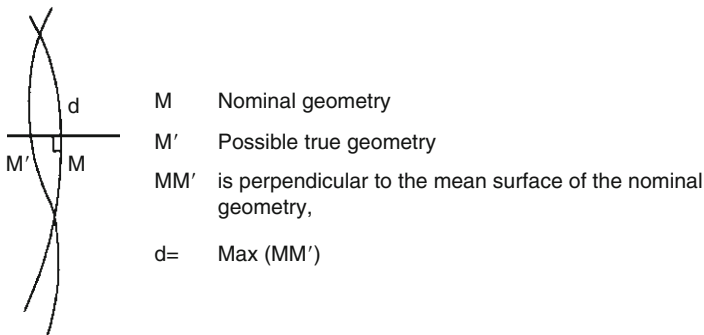 d
M′ M
M Nominal geometry
M′ Possible true geometry
MM′ is perpendicular to the mean surface of the nominal
geometry,
d= Max (MM′)